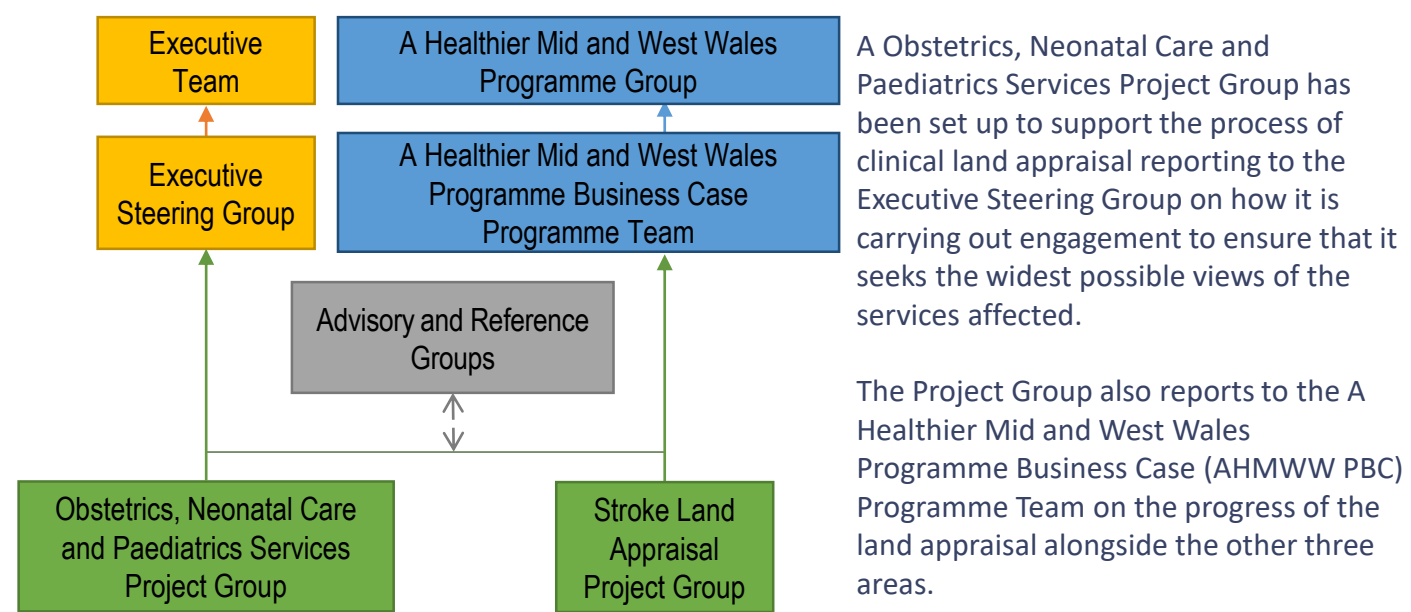 Executive
Team
A Healthier Mid and West Wales
Programme Group
Executive
Steering Group
A Healthier Mid and West Wales
Programme Business Case
Programme Team
Advisory and Reference
Groups
Obstetrics, Neonatal Care
and Paediatrics Services
Project Group
Stroke Land
Appraisal
Project Group
A Obstetrics, Neonatal Care and
Paediatrics Services Project Group has
been set up to support the process of
clinical land appraisal reporting to the
Executive Steering Group on how it is
carrying out engagement to ensure that it
seeks the widest possible views of the
services affected.
The Project Group also reports to the A
Healthier Mid and West Wales
Programme Business Case (AHMWW PBC)
Programme Team on the progress of the
land appraisal alongside the other three
areas.